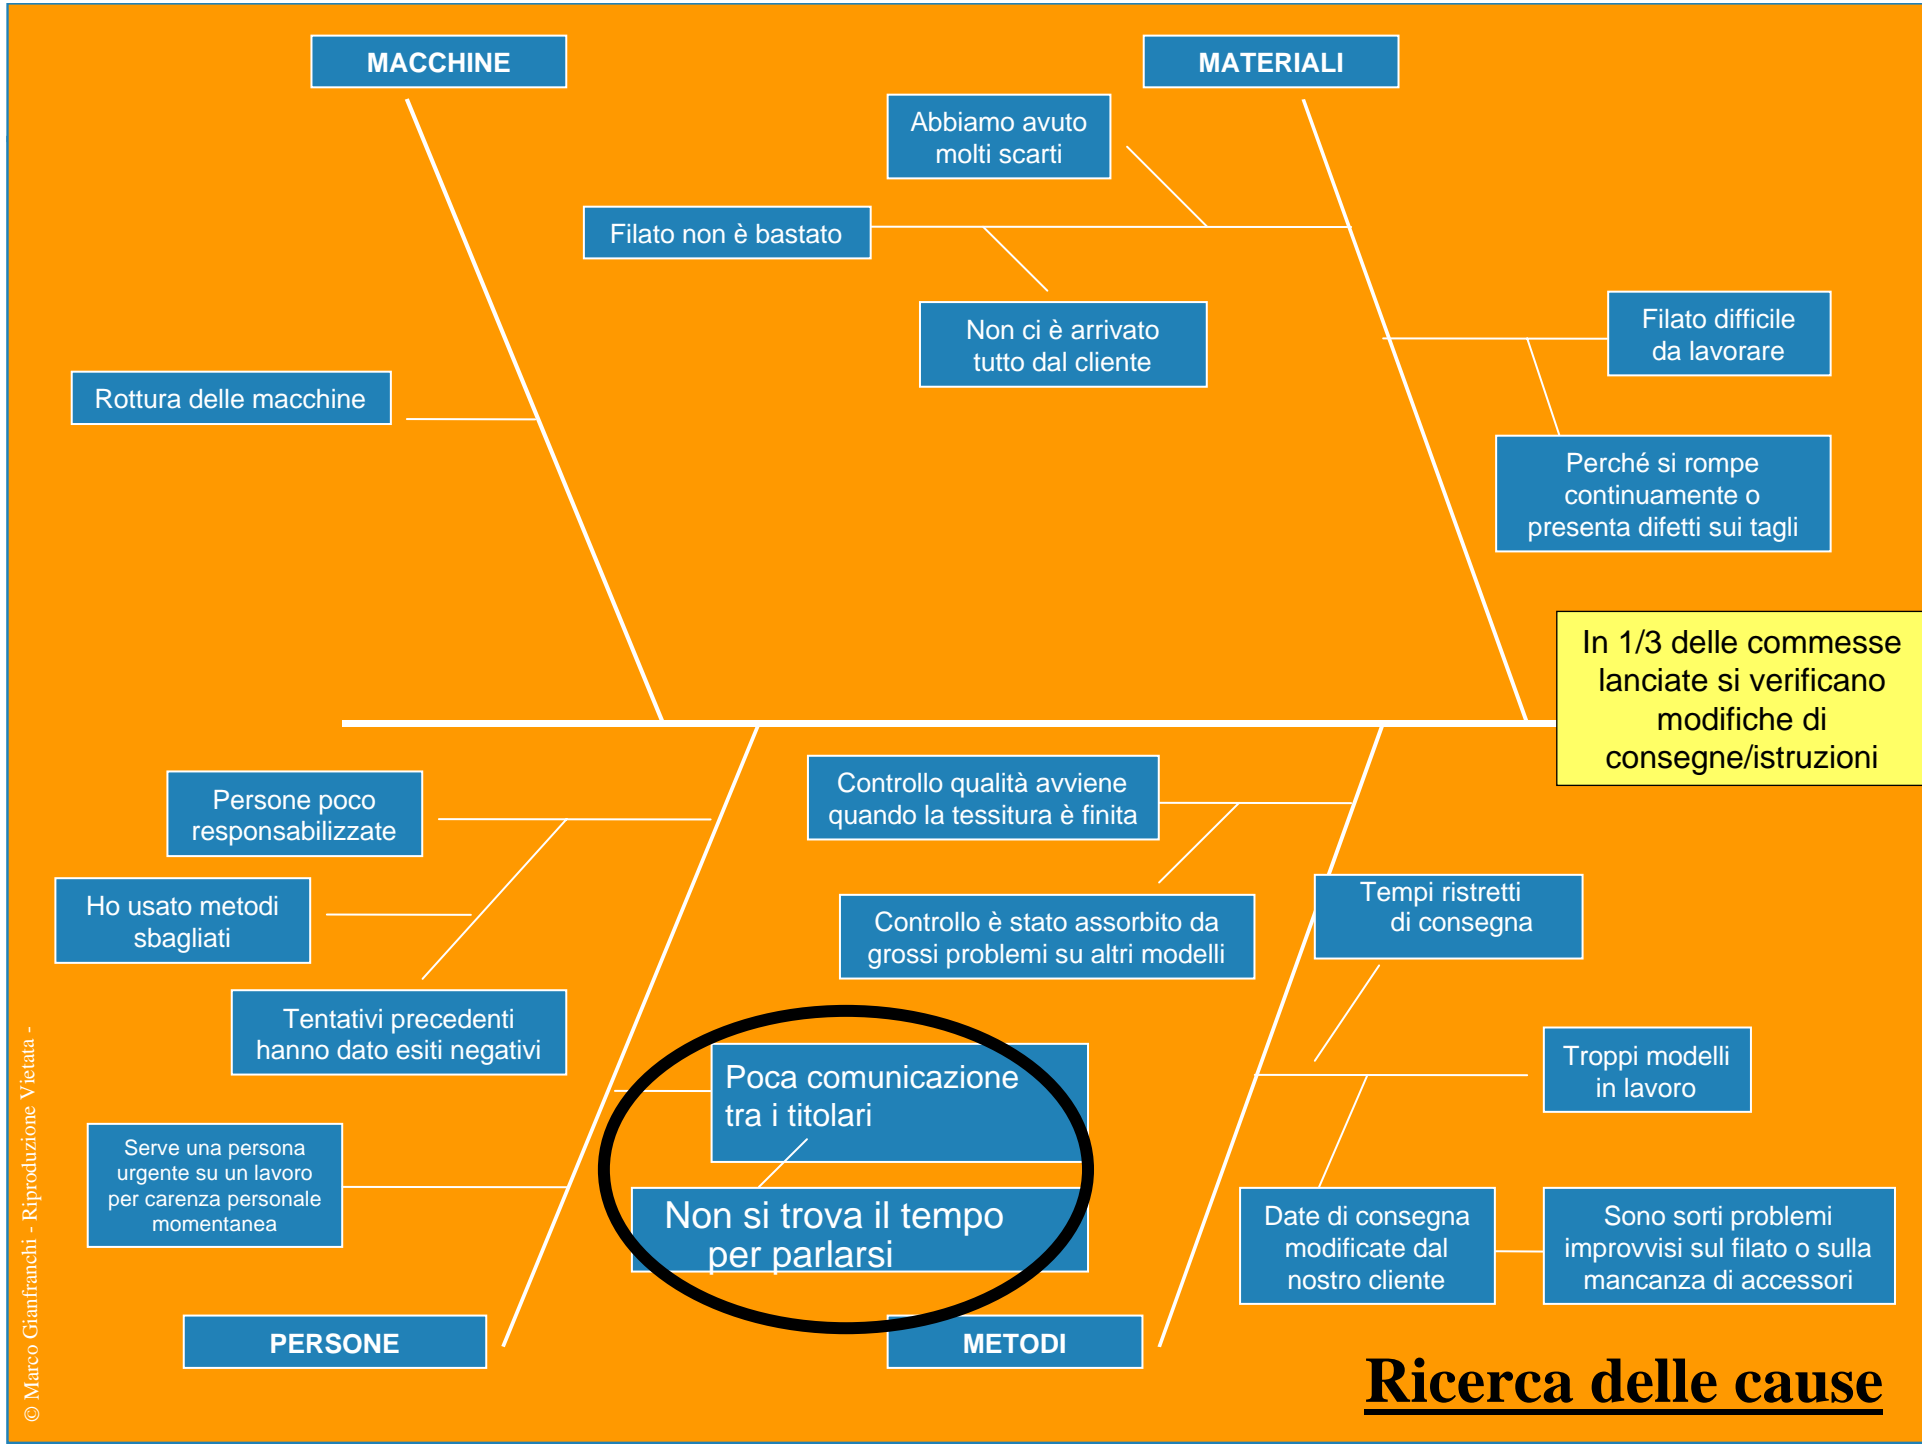 MACCHINE
MATERIALI
Abbiamo avuto
molti scarti
Filato non è bastato
Non ci è arrivato
tutto dal cliente
Filato difficile
da lavorare
Rottura delle macchine
Perché si rompe
continuamente o
presenta difetti sui tagli
In 1/3 delle commesse
lanciate si verificano
modifiche di
consegne/istruzioni
Persone poco
responsabilizzate
Controllo qualità avviene
quando la tessitura è finita
Ho usato metodi
sbagliati
Controllo è stato assorbito da
grossi problemi su altri modelli
Tempi ristretti
di consegna
Tentativi precedenti
hanno dato esiti negativi
Poca comunicazione
tra i titolari
Troppi modelli
in lavoro
Serve una persona
urgente su un lavoro
per carenza personale
momentanea
Non si trova il tempo
per parlarsi
Date di consegna
modificate dal
nostro cliente
Sono sorti problemi
improvvisi sul filato o sulla
mancanza di accessori
PERSONE
METODI
Ricerca delle cause
© Marco Gianfranchi - Riproduzione Vietata -